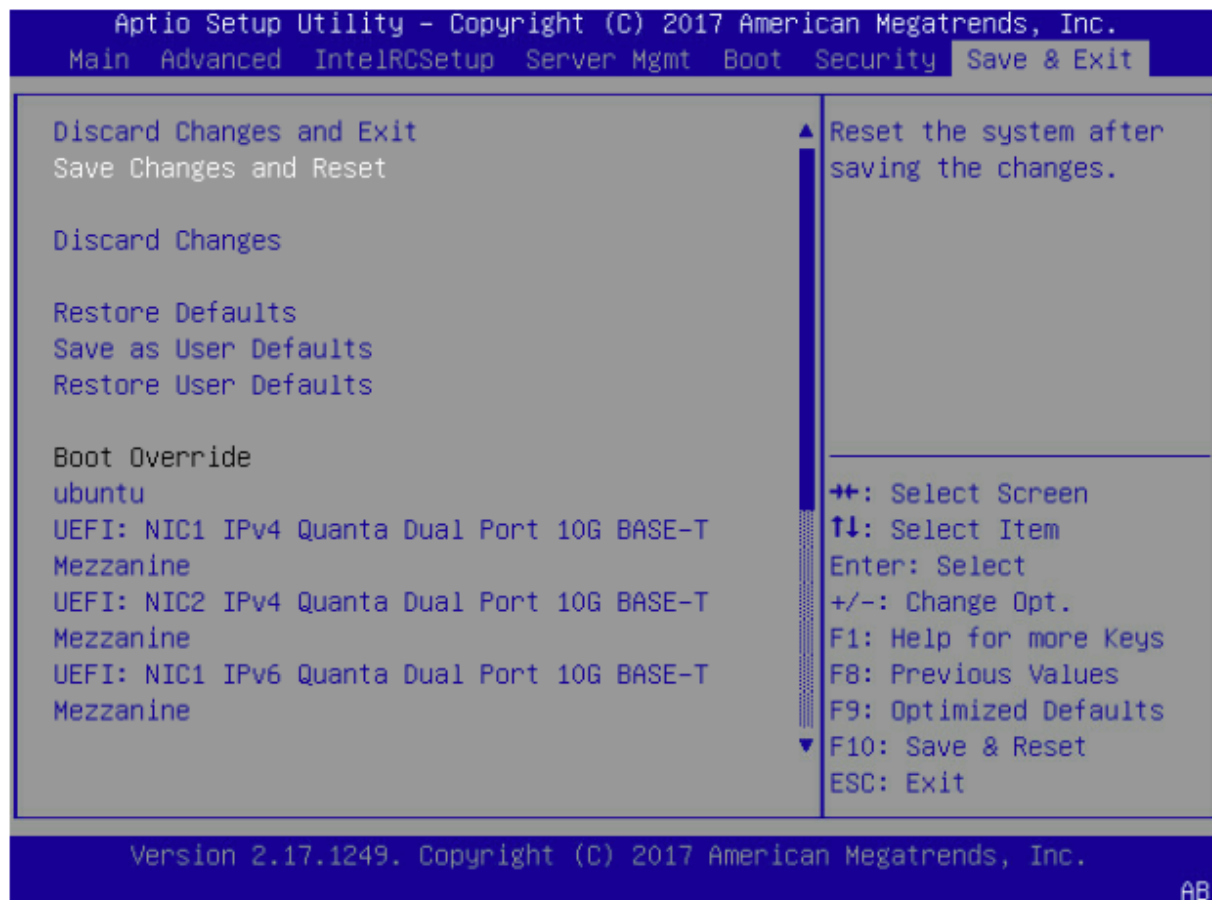 Aptio Setup Utility – Copyright (C) 2017 American Megatrends, Inc.
Main Advanced IntelRCSetup Server Mgmt Boot Security Save & Exit
Discard Changes and Exit
Save Changes and Reset
Discard Changes
Restore Defaults
Save as User Defaults
Restore User Defaults
Boot Override
ubuntu
UEFI: NIC1 IPv4 Quanta Dual Port 10G BASE-T
Mezzanine
UEFI: NIC2 IPv4 Quanta Dual Port 10G BASE-T
Mezzanine
UEFI: NIC1 IPv6 Quanta Dual Port 10G BASE-T
Mezzanine
Reset the system after
saving the changes.
→←: Select Screen
↑↓: Select Item
Enter: Select
+/-: Change Opt.
F1: Help for more Keys
F8: Previous Values
F9: Optimized Defaults
F10: Save & Reset
ESC: Exit
Version 2.17.1249. Copyright (C) 2017 American Megatrends, Inc.
AB